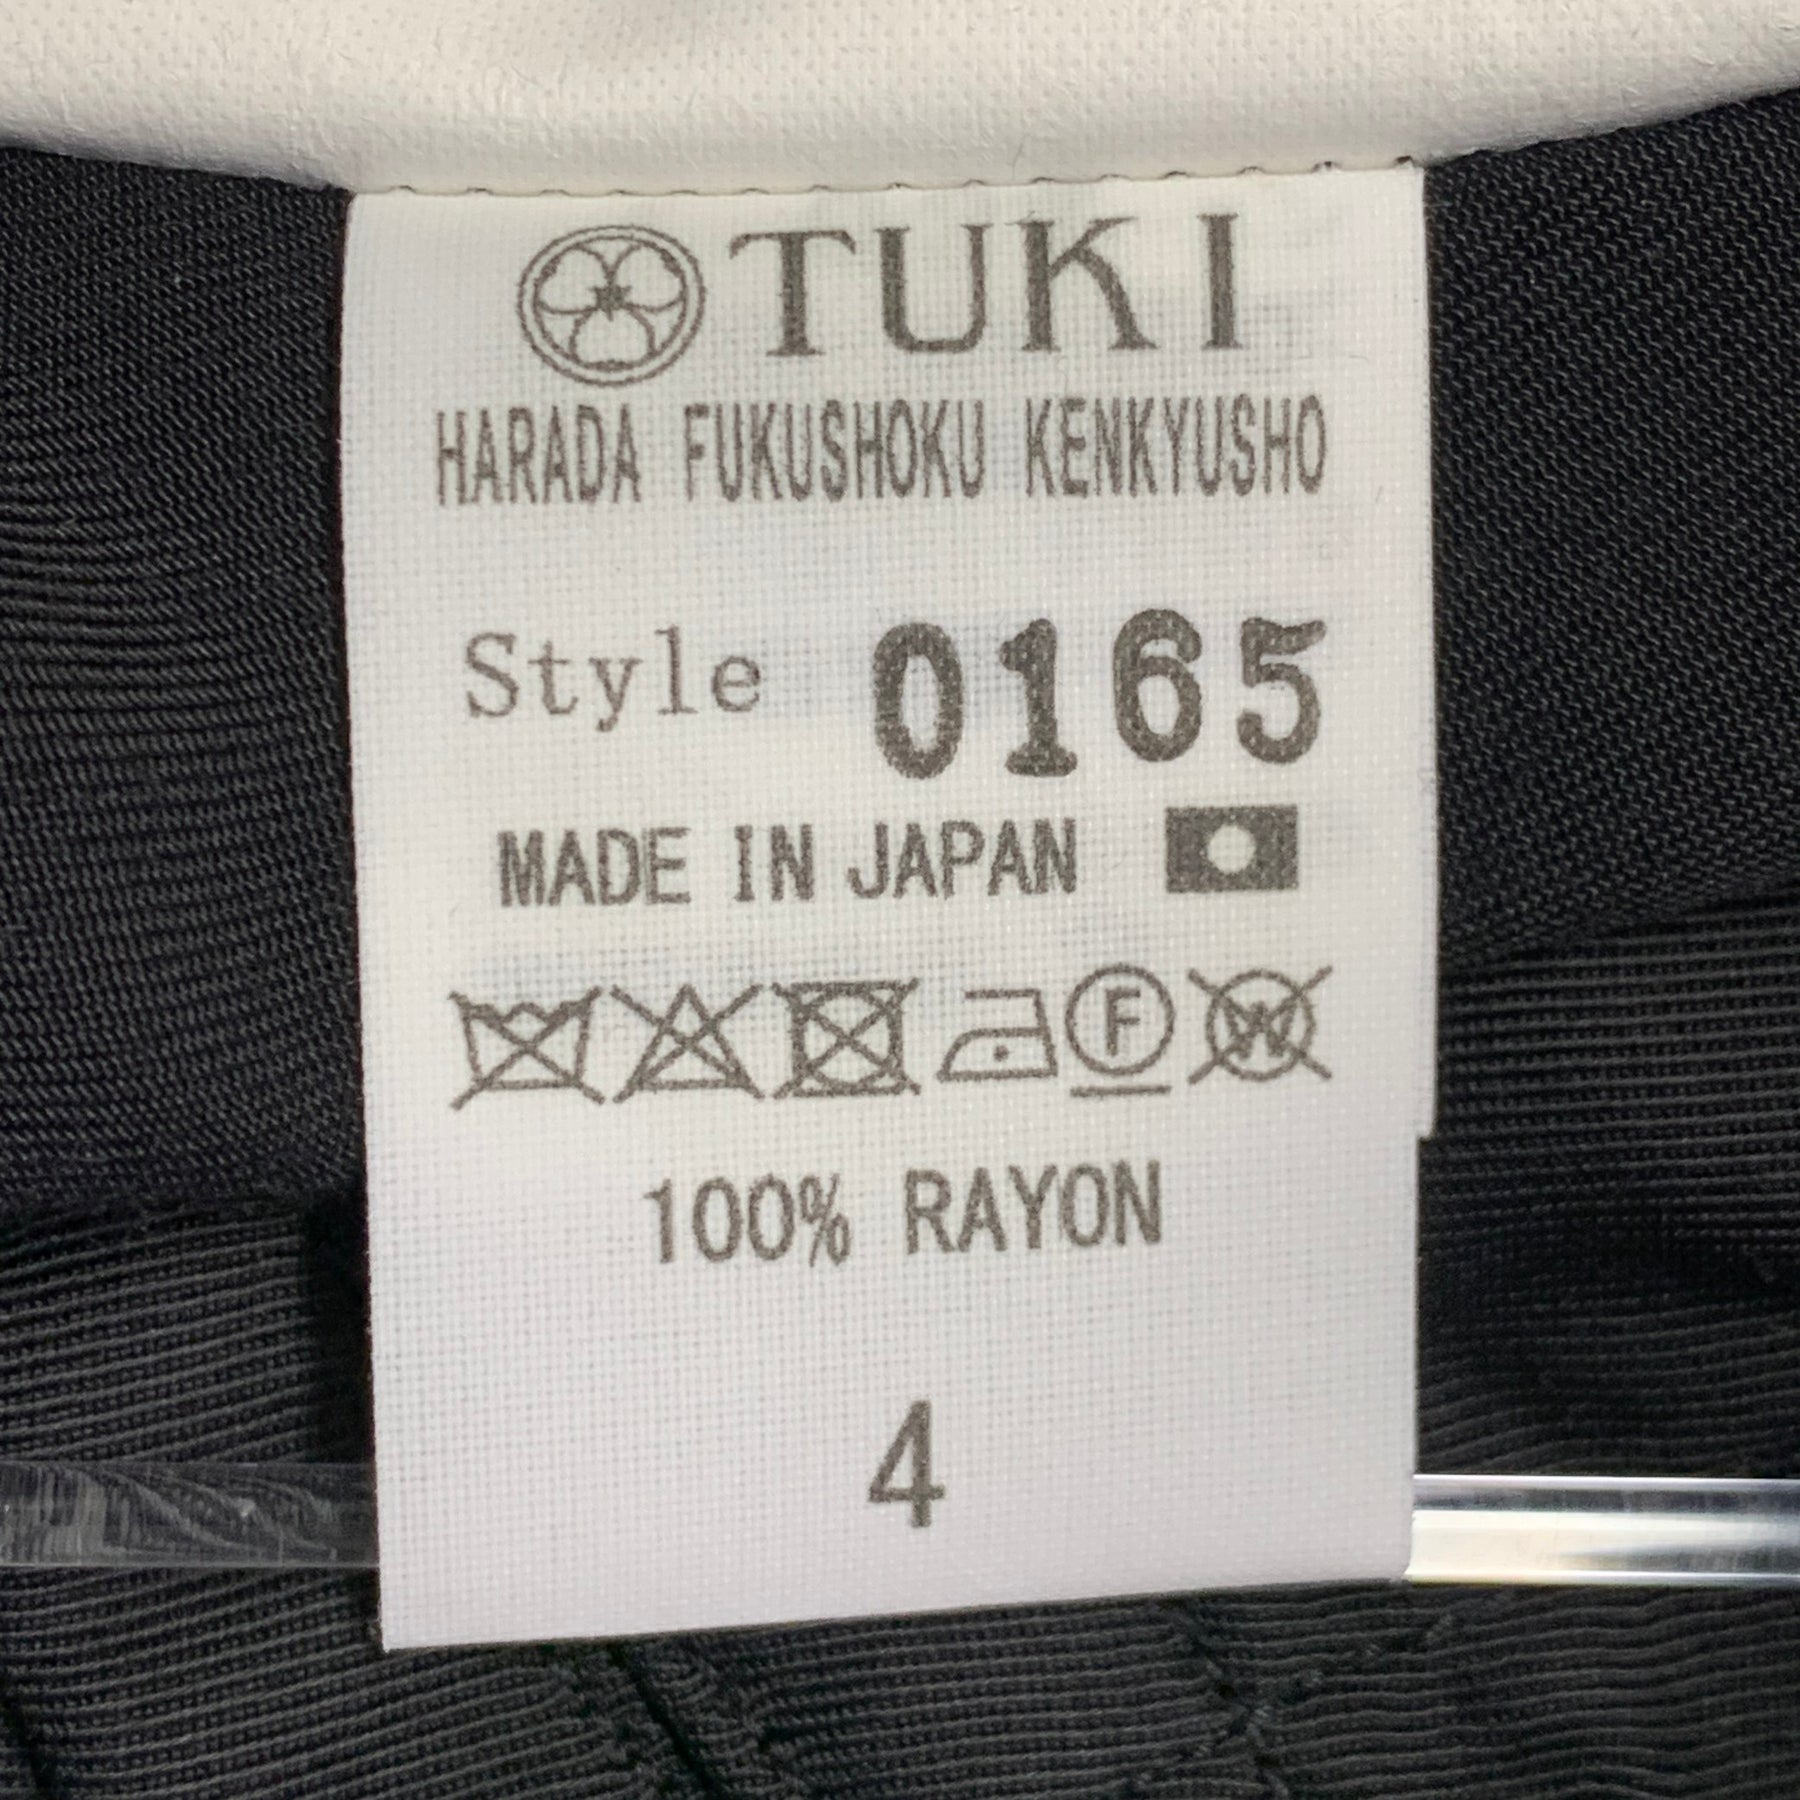 TUKI
HARADA FUKUSHOKU KENKYUSHO
Style 0165
MADE IN JAPAN
F W
100% RAYON
4